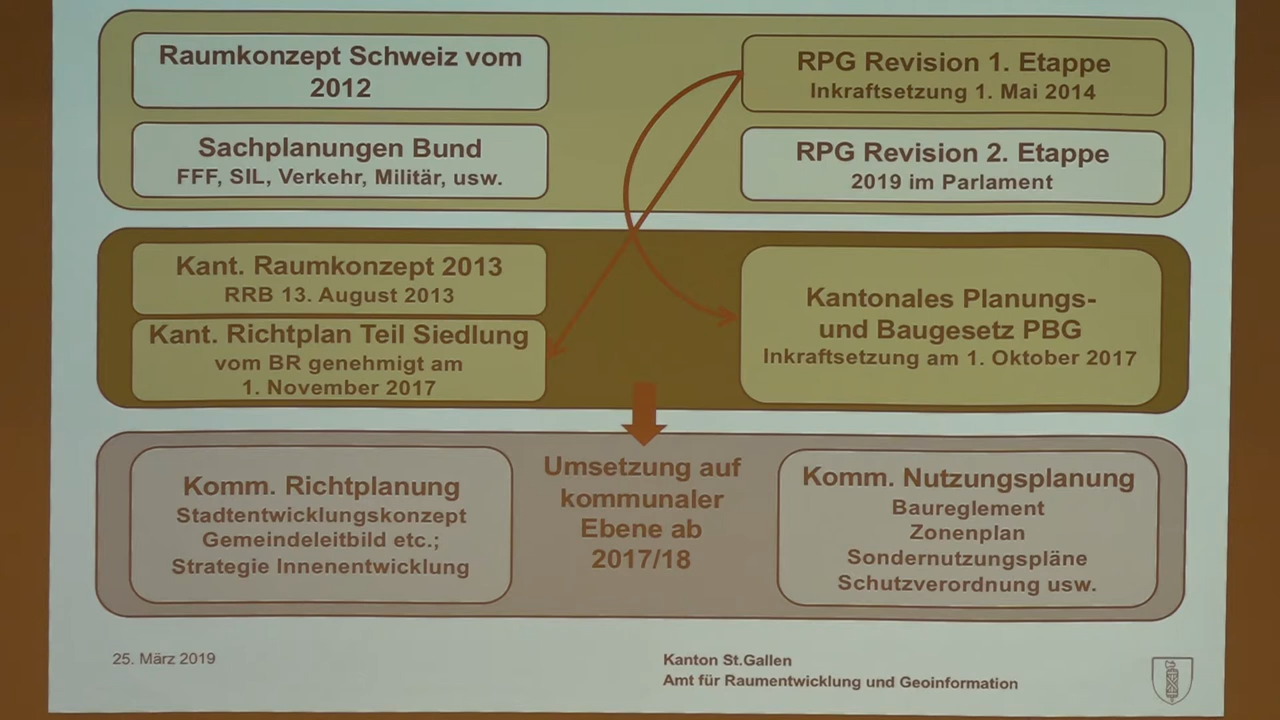 Raumkonzept Schweiz vom
2012
Sachplanungen Bund
FFF, SIL, Verkehr, Militär, usw.
RPG Revision 1. Etappe
Inkraftsetzung 1. Mai 2014
RPG Revision 2. Etappe
2019 im Parlament
Kant. Raumkonzept 2013
RRB 13. August 2013
Kant. Richtplan Teil Siedlung
vom BR genehmigt am
1. November 2017
Kantonales Planungs-
und Baugesetz PBG
Inkraftsetzung am 1. Oktober 2017
Komm. Richtplanung
Stadtentwicklungskonzept
Gemeindeleitbild etc.;
Strategie Innenentwicklung
Umsetzung auf
kommunaler
Ebene ab
2017/18
Komm. Nutzungsplanung
Baureglement
Zonenplan
Sondernutzungspläne
Schutzverordnung usw.
25. März 2019
Kanton St.Gallen
Amt für Raumentwicklung und Geoinformation